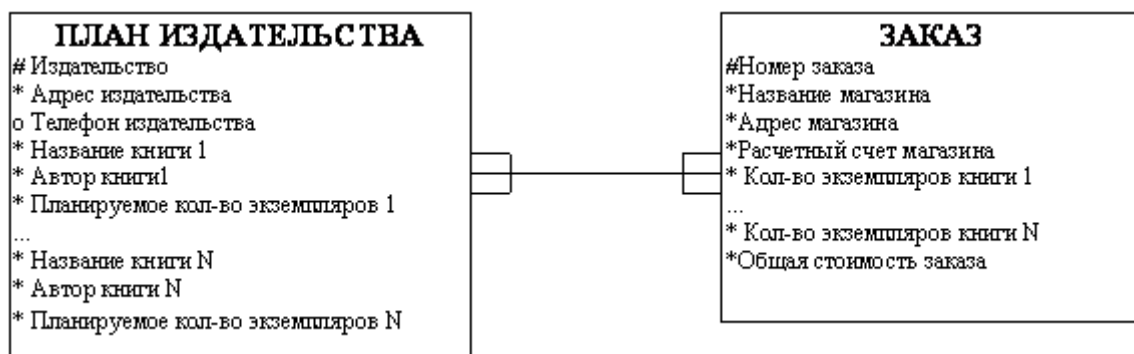 ПЛАН ИЗДАТЕЛЬСТВА
# Издательство
* Адрес издательства
о Телефон издательства
* Название книги 1
* Автор книги1
* Планируемое кол-во экземпляров 1
...
* Название книги N
* Автор книги N
* Планируемое кол-во экземпляров N
ЗАКАЗ
#Номер заказа
*Название магазина
*Адрес магазина
*Расчетный счет магазина
* Кол-во экземпляров книги 1
...
* Кол-во экземпляров книги N
*Общая стоимость заказа